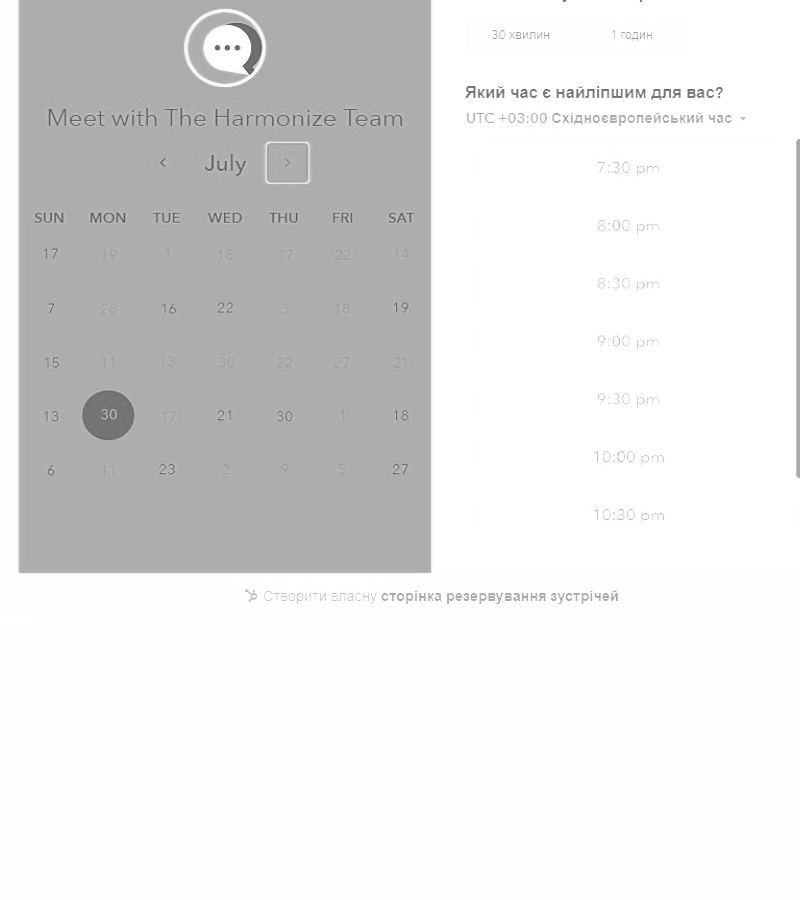 Meet with The Harmonize Team
July
SUN MON TUE WED THU FRI SAT
17 19 1 18 17 22 14
7 28 16 22 3 18 19
15 11 13 30 22 27 21
13 30 17 21 30 1 18
6 11 23 2 9 5 27
30 хвилин 1 годин
Який час є найліпшим для вас?
UTC +03:00 Східноєвропейський час
7:30 pm
8:00 pm
8:30 pm
9:00 pm
9:30 pm
10:00 pm
10:30 pm
Створити власну сторінка резервування зустрічей